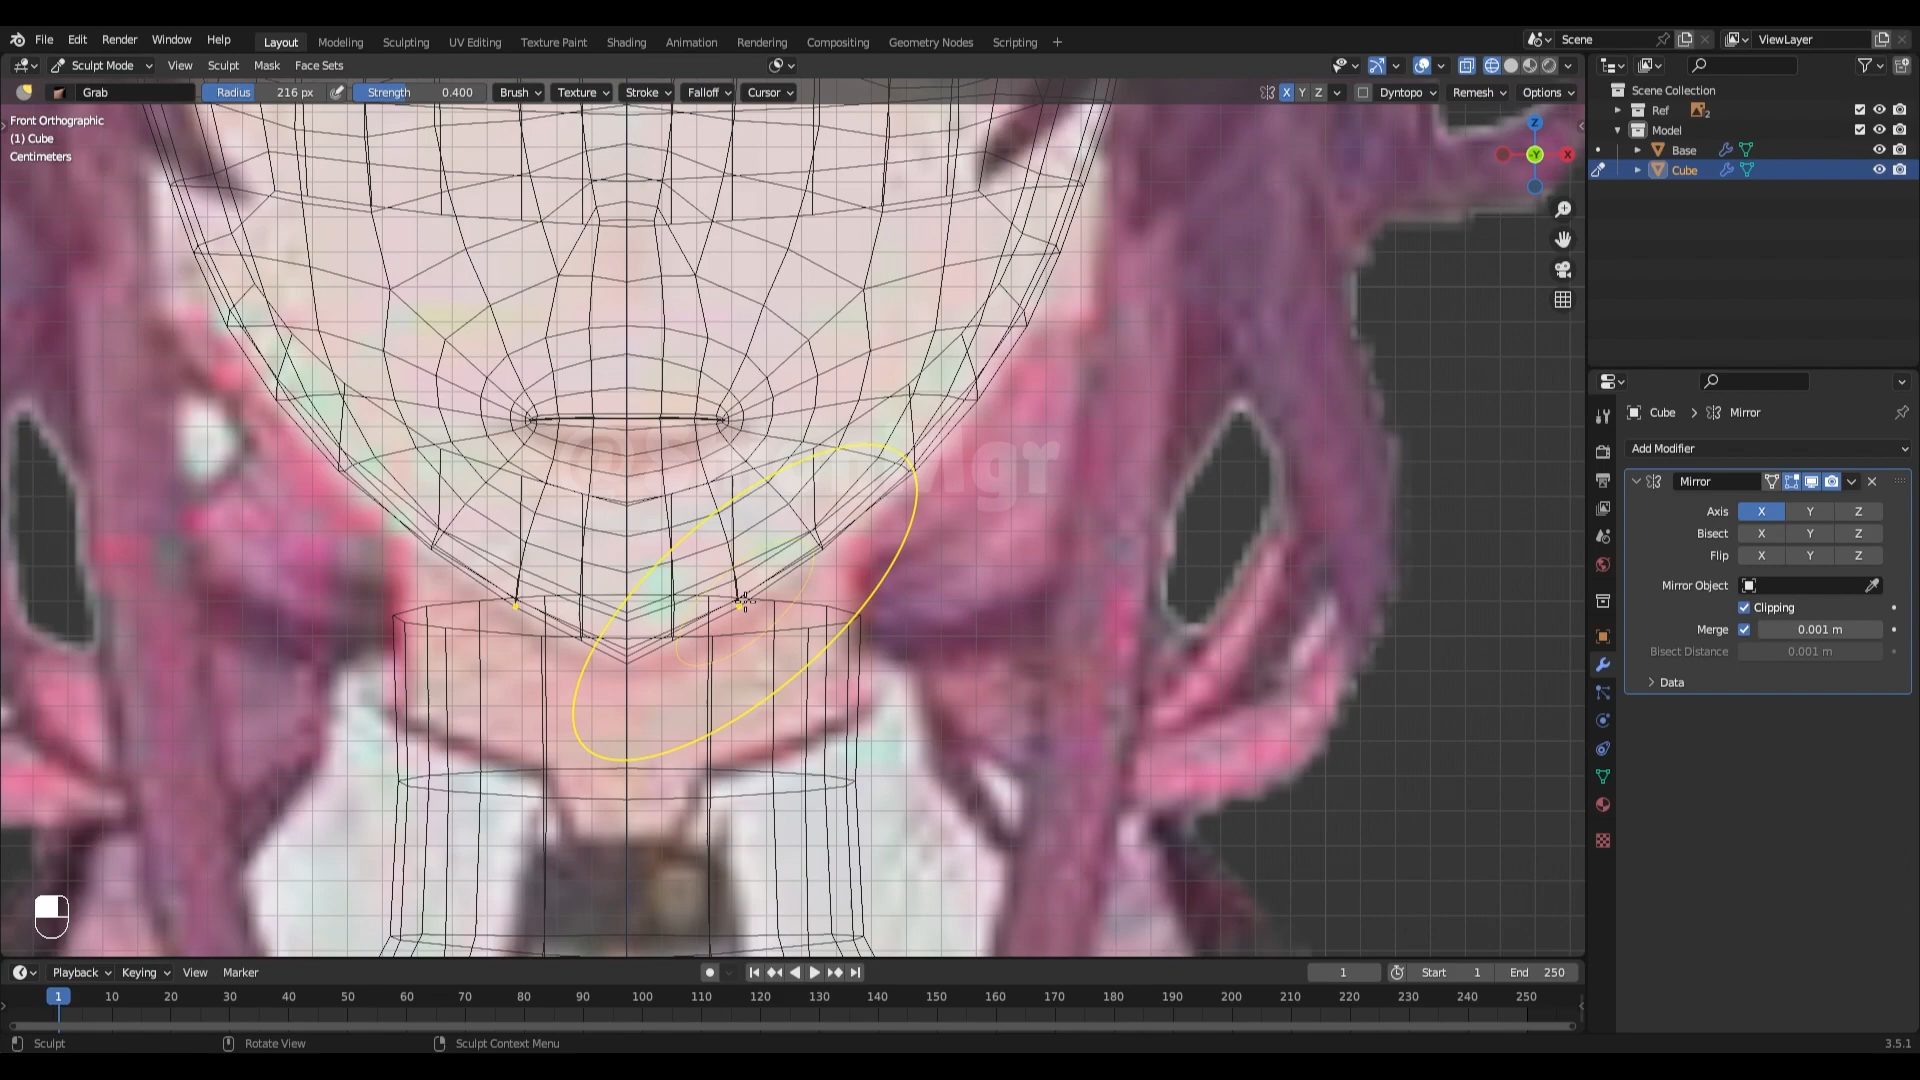 File Edit Render Window Help Layout Modeling Sculpting UV Editing Texture Paint Shading Animation Rendering Compositing Geometry Nodes Scripting + Scene ViewLayer
Sculpt Mode View Sculpt Mask Face Sets
Grab Radius 216 px Strength 0.400 Brush Texture Stroke Falloff Cursor X Y Z Dyntopo Remesh Options
Front Orthographic
(1) Cube
Centimeters
Z
-Y
X
Scene Collection
Ref 2
Model
Base
Cube
Cube > Mirror
Add Modifier
Mirror
Axis X Y Z
Bisect X Y Z
Flip X Y Z
Mirror Object
Clipping
Merge 0.001 m
Bisect Distance 0.001 m
Data
Playback Keying View Marker 1 Start 1 End 250
1 10 20 30 40 50 60 70 80 90 100 110 120 130 140 150 160 170 180 190 200 210 220 230 240 250
Sculpt Rotate View Sculpt Context Menu 3.5.1